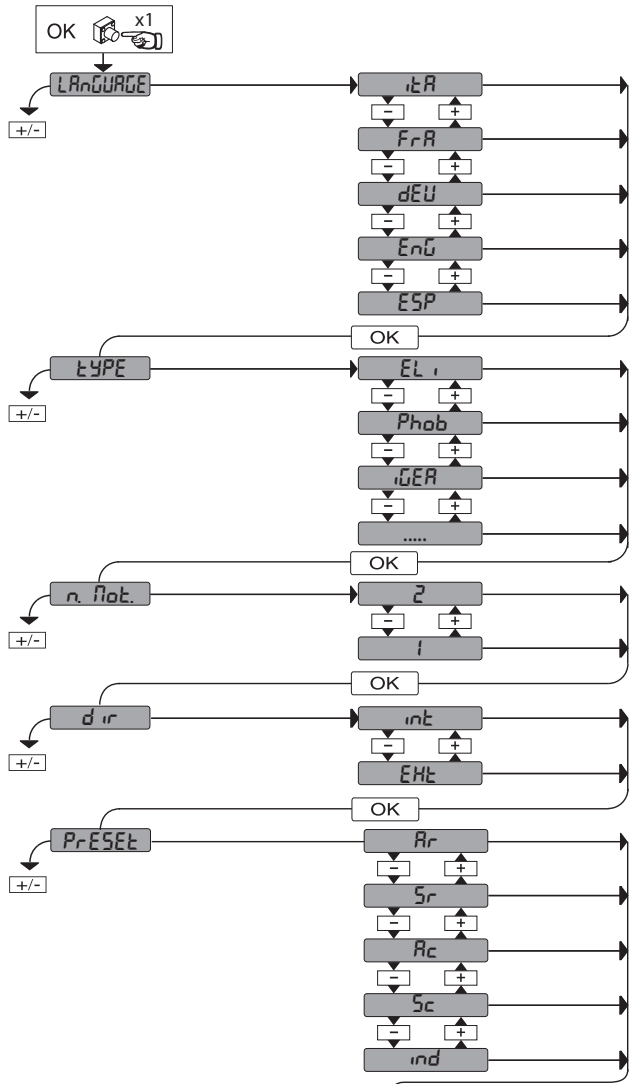 OK x1
LAnGUAGE itA
+/- - +
FrA
- +
dEU
- +
EnG
- +
ESP
OK
tYPE ELi
+/- - +
Phob
- +
iGEA
- +
.....
OK
n. Mot. 2
+/- - +
1
OK
dir int
+/- - +
EHt
OK
PrESEt Ar
+/- - +
Sr
- +
Ac
- +
Sc
- +
ind